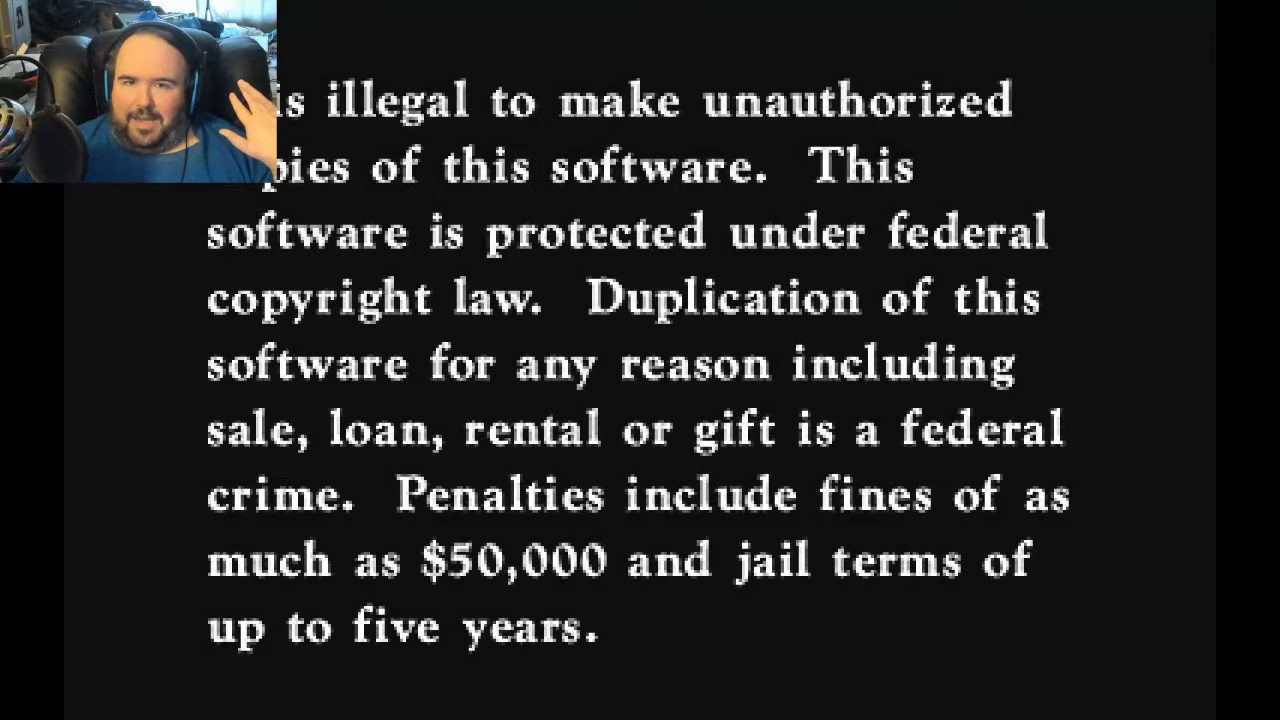 is illegal to make unauthorized
pies of this software. This
software is protected under federal
copyright law. Duplication of this
software for any reason including
sale, loan, rental or gift is a federal
crime. Penalties include fines of as
much as $50,000 and jail terms of
up to five years.